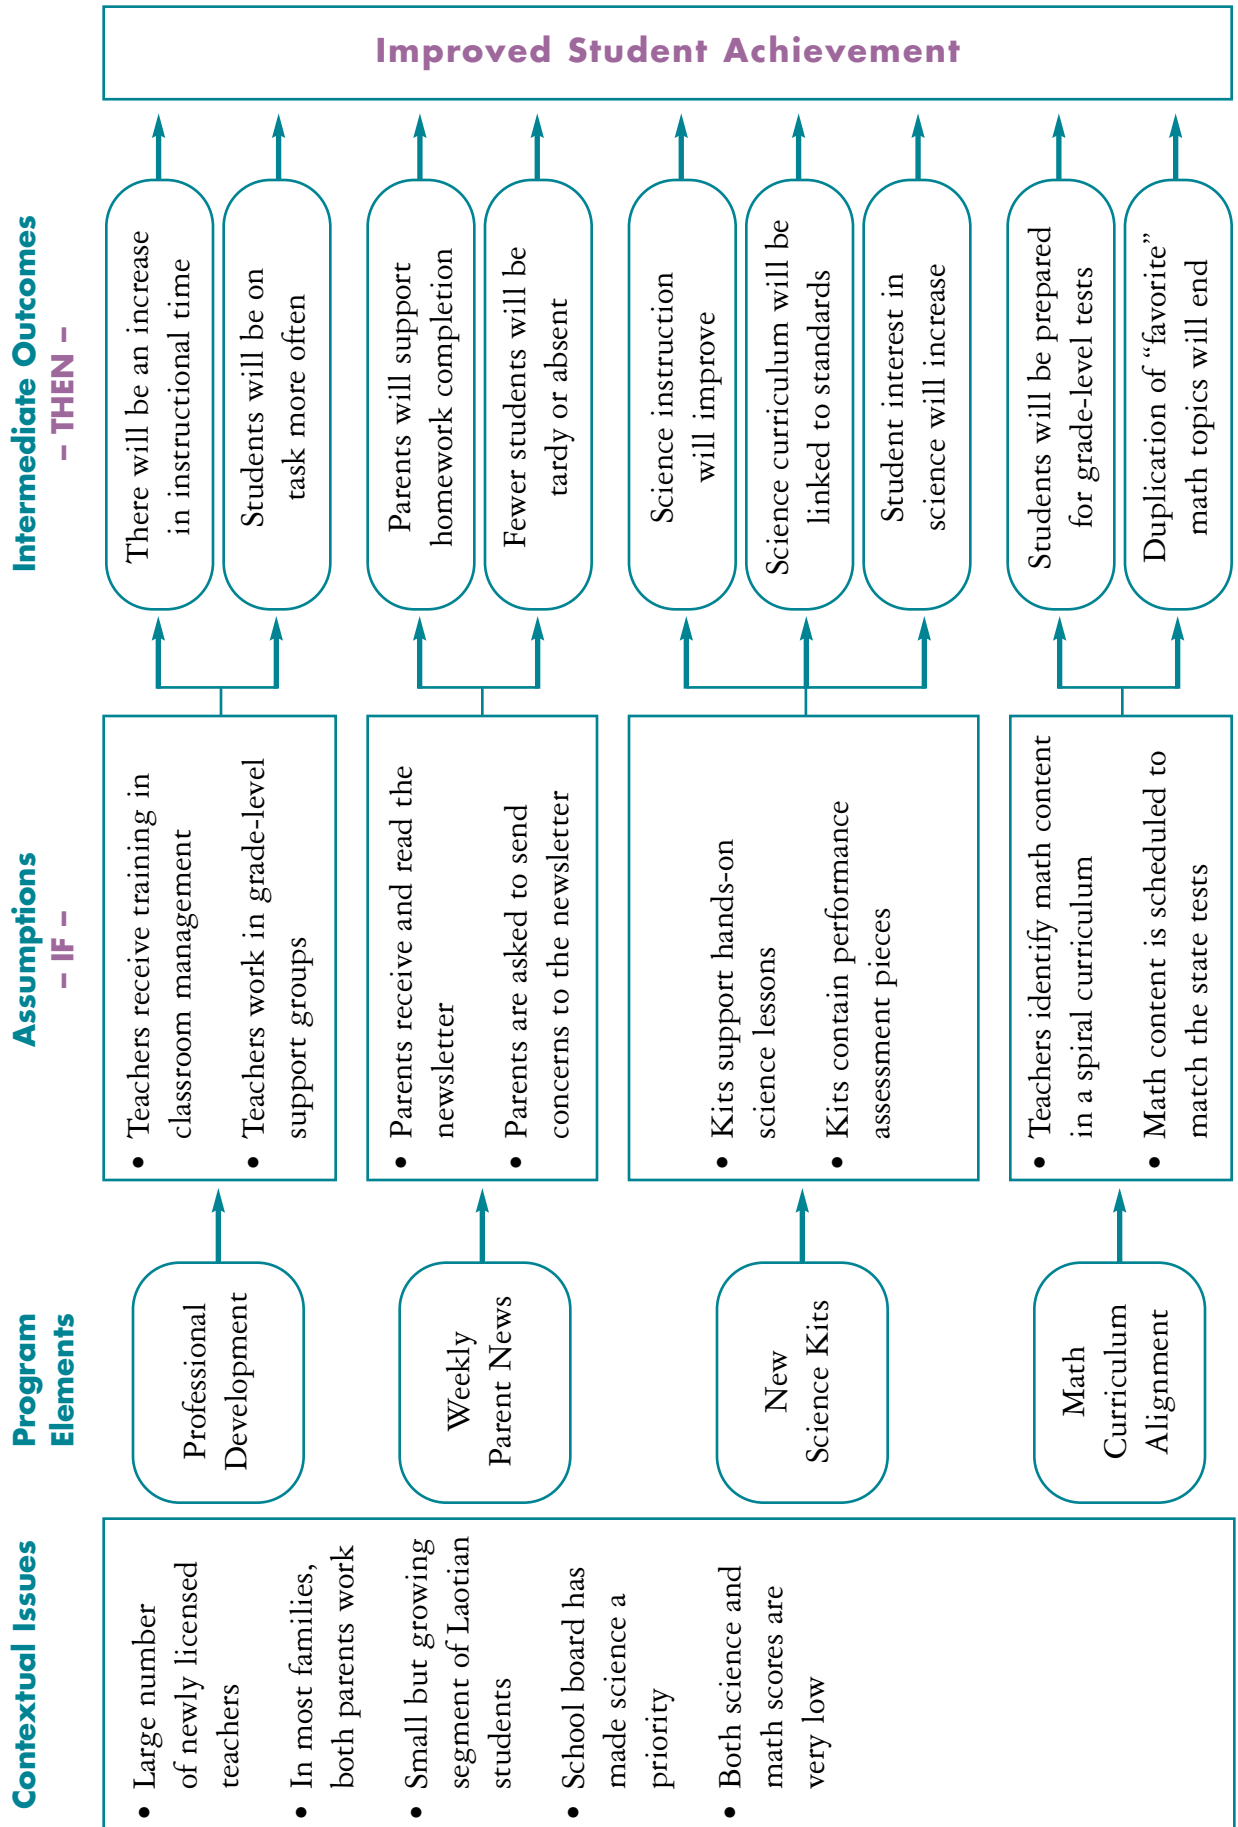 Contextual Issues
• Large number
of newly licensed
teachers
• In most families,
both parents work
• Small but growing
segment of Laotian
students
• School board has
made science a
priority
• Both science and
math scores are
very low
Program
Elements
Professional
Development
Weekly
Parent News
New
Science Kits
Math
Curriculum
Alignment
Assumptions
– IF –
• Teachers receive training in
classroom management
• Teachers work in grade-level
support groups
• Parents receive and read the
newsletter
• Parents are asked to send
concerns to the newsletter
• Kits support hands-on
science lessons
• Kits contain performance
assessment pieces
• Teachers identify math content
in a spiral curriculum
• Math content is scheduled to
match the state tests
Intermediate Outcomes
– THEN –
There will be an increase
in instructional time
Students will be on
task more often
Parents will support
homework completion
Fewer students will be
tardy or absent
Science instruction
will improve
Science curriculum will be
linked to standards
Student interest in
science will increase
Students will be prepared
for grade-level tests
Duplication of “favorite”
math topics will end
Improved Student Achievement